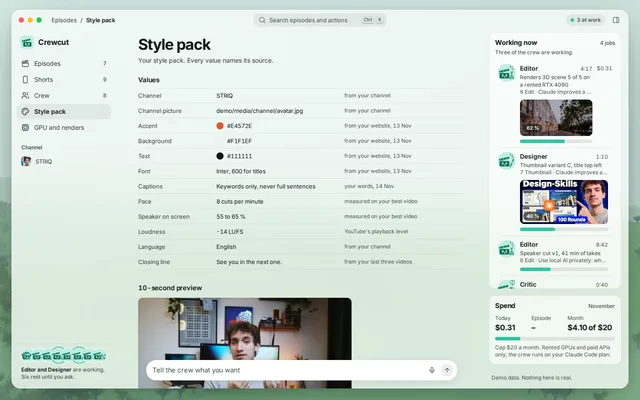 Episodes / Style pack
Search episodes and actions
Ctrl K
3 at work
Crewcut
Episodes 7
Shorts 9
Crew 8
Style pack
GPU and renders
Channel
STRIQ
Editor and Designer are working.
Six rest until you ask.
Style pack
Your style pack. Every value names its source.
Values
Channel STRIQ from your channel
Channel picture demo/media/channel/avatar.jpg from your channel
Accent #E4572E from your website, 13 Nov
Background #F1F1EF from your website, 13 Nov
Text #111111 from your website, 13 Nov
Font Inter, 600 for titles from your website, 13 Nov
Captions Keywords only, never full sentences your words, 14 Nov
Pace 8 cuts per minute measured on your best video
Speaker on screen 55 to 65 % measured on your best video
Loudness -14 LUFS YouTube's playback level
Language English from your channel
Closing line See you in the next one. from your last three videos
10-second preview
Tell the crew what you want
Working now 4 jobs
Three of the crew are working.
Editor 4:17 $0.31
Renders 3D scene 5 of 5 on
a rented RTX 4090
6 Edit · Claude improves a ...
62 %
Designer 1:10
Thumbnail variant C, title top left
7 Thumbnail · Claude improves a...
Design-Skills
100 Rounds
40 %
Editor 8:42
Speaker cut v1, 41 min of takes
6 Edit · Use local AI privately: wh...
Critic 0:40
Spend November
Today Episode Month
$0.31 – $4.10 of $20
Cap $20 a month. Rented GPUs and paid APIs
only; the crew runs on your Claude Code plan.
Demo data. Nothing here is real.